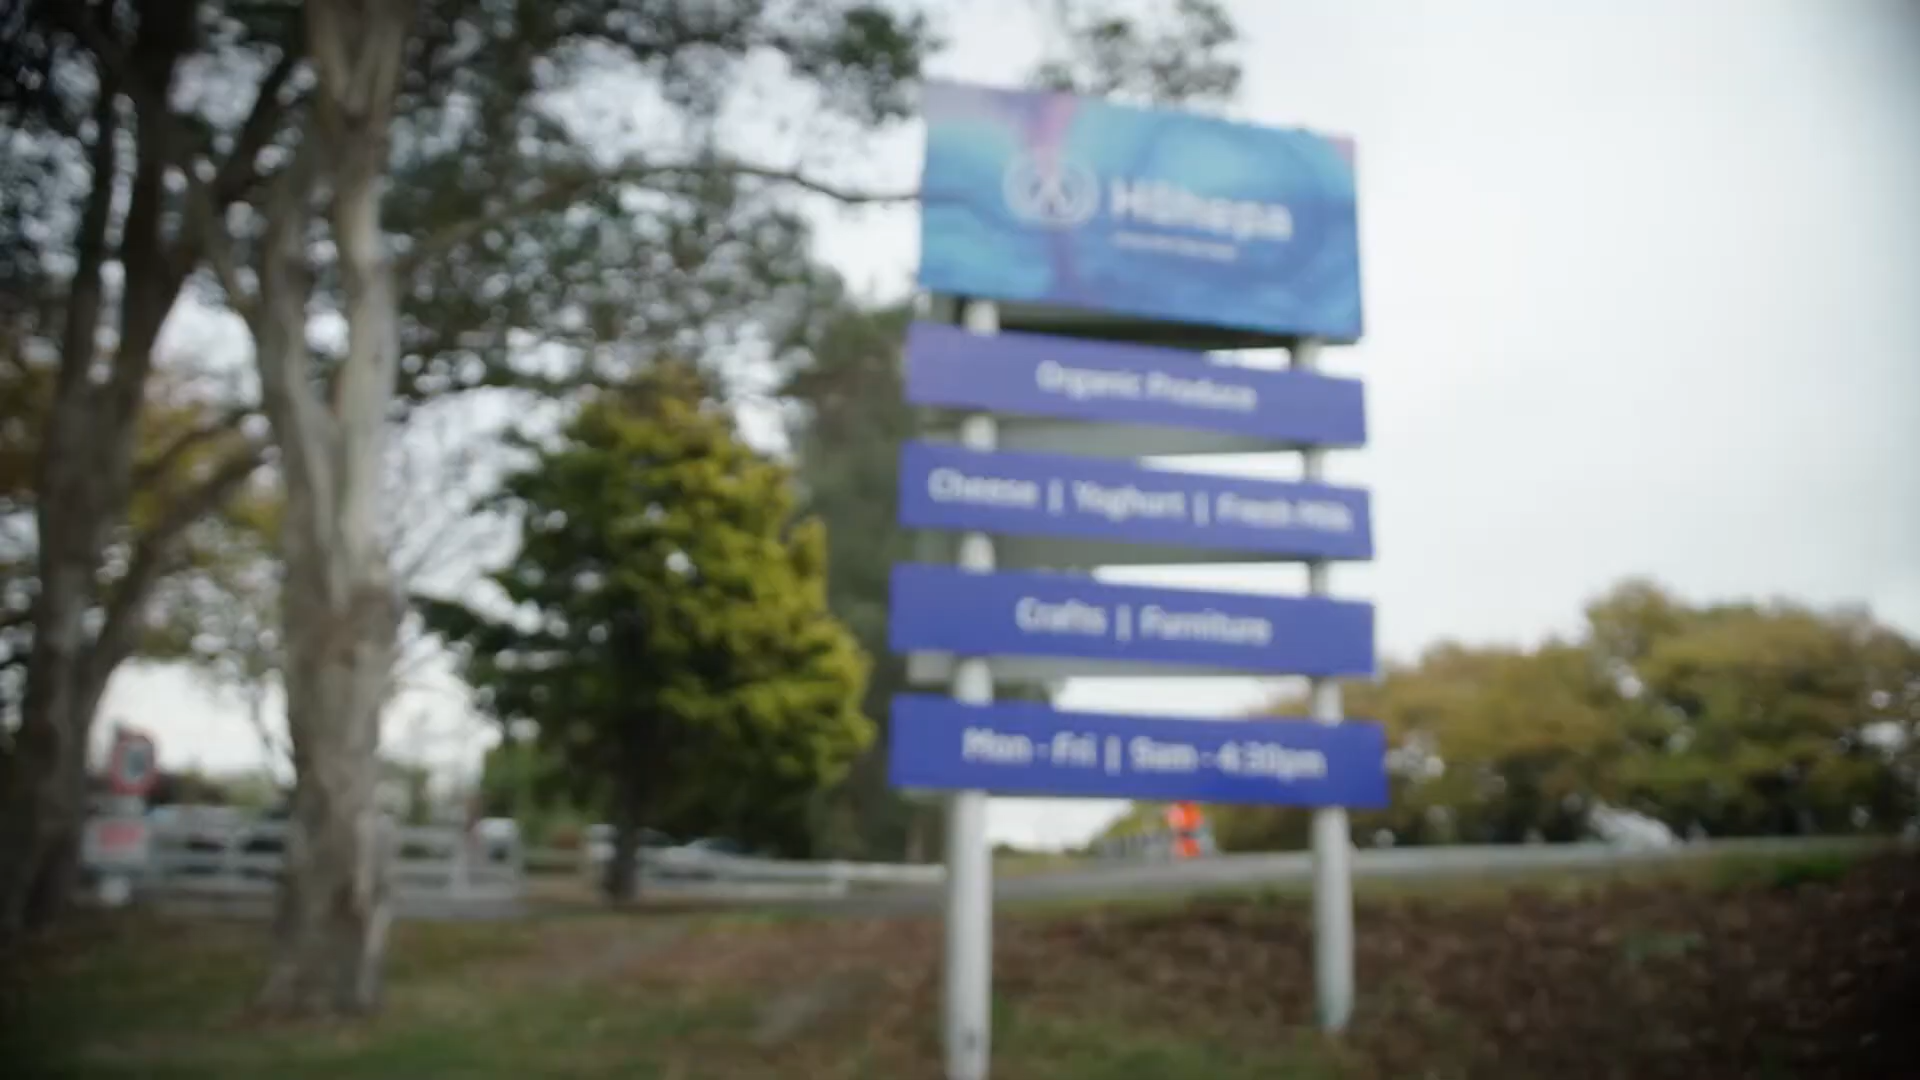 Hōhepa
Organic Produce
Cheese | Yoghurt | Fresh Milk
Crafts | Furniture
Mon - Fri | 9am - 4:30pm